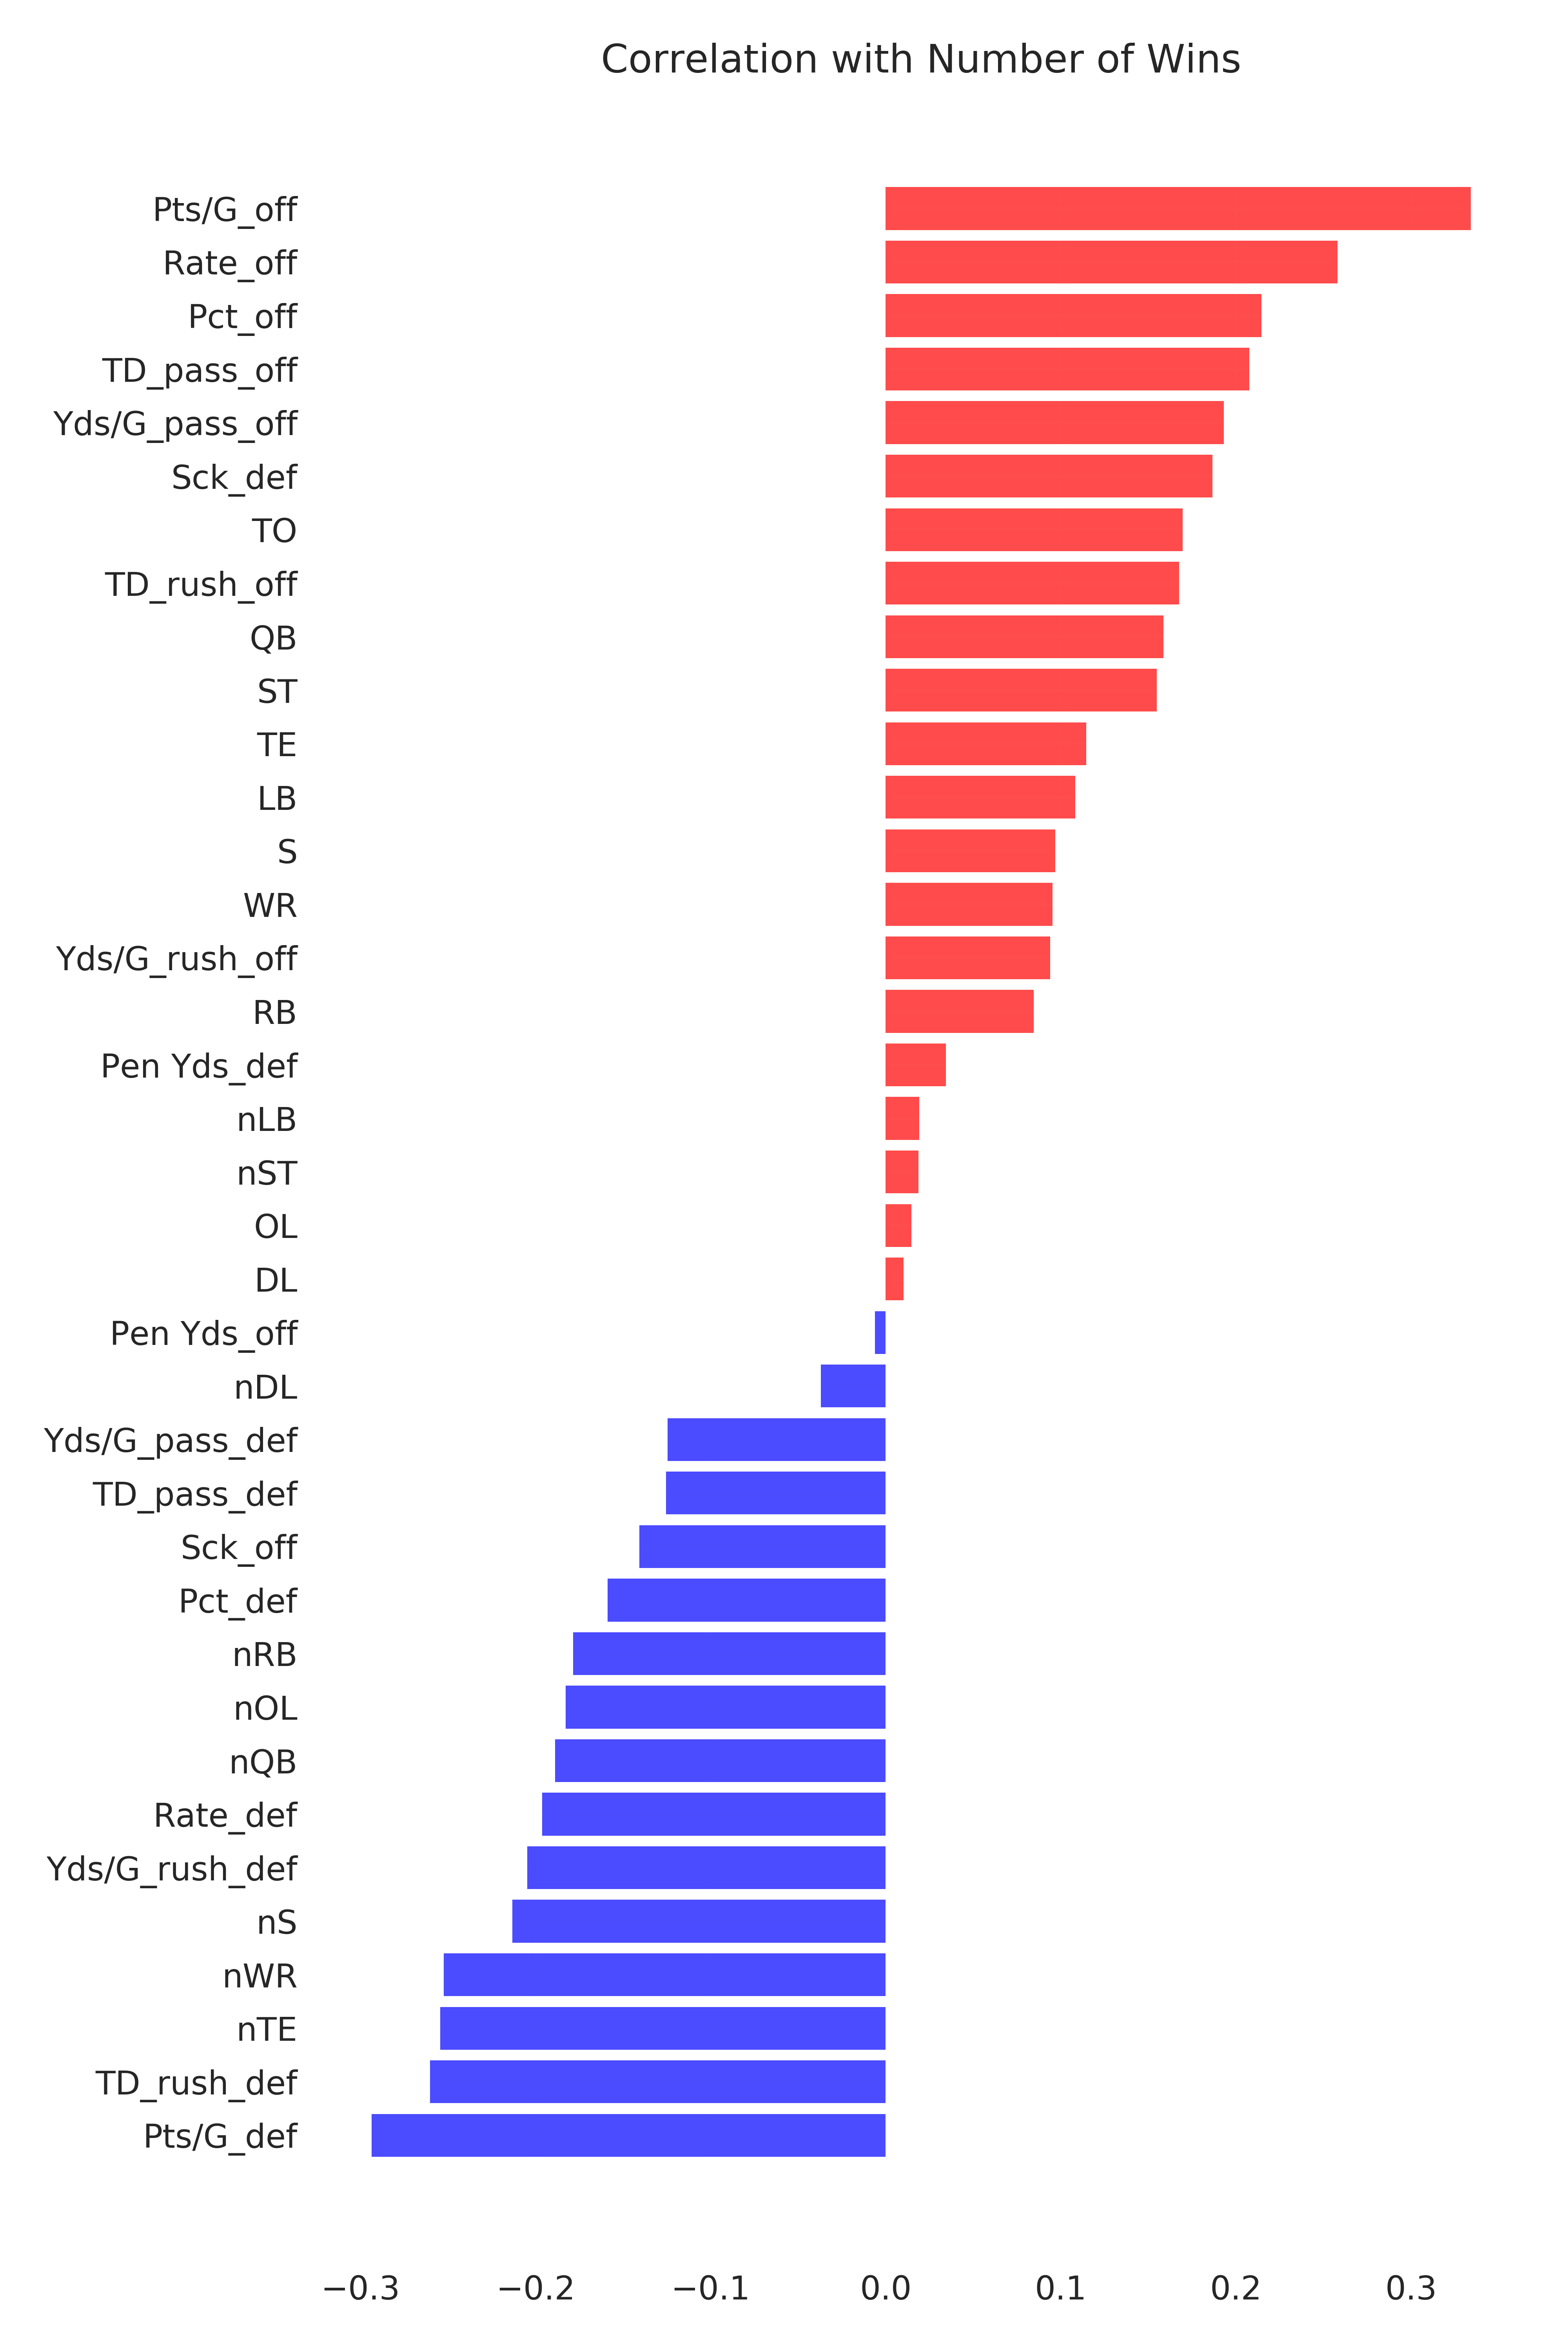 Correlation with Number of Wins
Pts/G_off
Rate_off
Pct_off
TD_pass_off
Yds/G_pass_off
Sck_def
TO
TD_rush_off
QB
ST
TE
LB
S
WR
Yds/G_rush_off
RB
Pen Yds_def
nLB
nST
OL
DL
Pen Yds_off
nDL
Yds/G_pass_def
TD_pass_def
Sck_off
Pct_def
nRB
nOL
nQB
Rate_def
Yds/G_rush_def
nS
nWR
nTE
TD_rush_def
Pts/G_def
−0.3 −0.2 −0.1 0.0 0.1 0.2 0.3